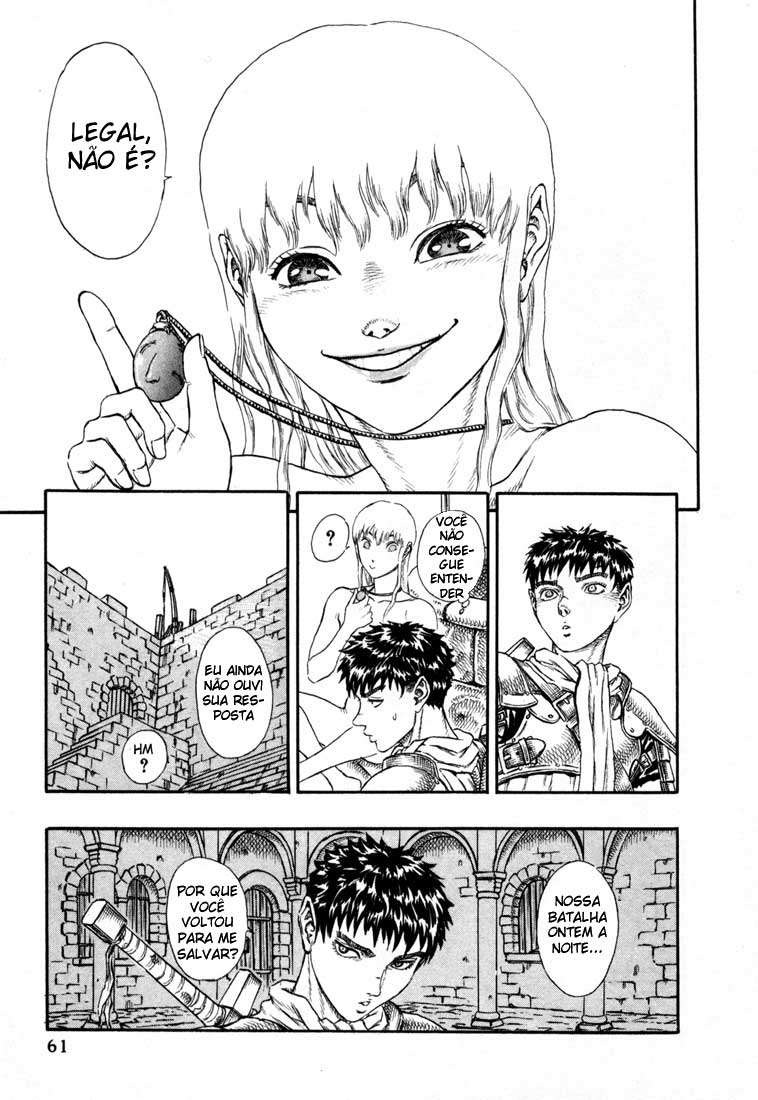 LEGAL,
NÃO É?
VOCÊ
NÃO
CONSE-
GUE
ENTEN-
DER
?
EU AINDA
NÃO OUVI
SUA RES-
POSTA
HM
?
NOSSA
BATALHA
ONTEM A
NOITE...
POR QUE
VOCÊ
VOLTOU
PARA ME
SALVAR?
61